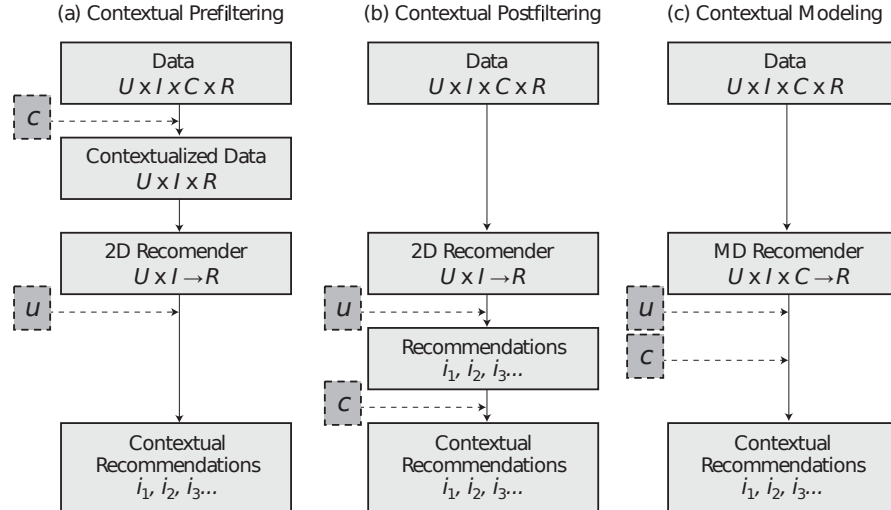 (a) Contextual Prefiltering
Data
U x I x C x R
c
Contextualized Data
U x I x R
2D Recomender
U x I → R
u
Contextual
Recommendations
i1, i2, i3...
(b) Contextual Postfiltering
Data
U x I x C x R
2D Recomender
U x I → R
u
Recommendations
i1, i2, i3...
c
Contextual
Recommendations
i1, i2, i3...
(c) Contextual Modeling
Data
U x I x C x R
MD Recomender
U x I x C → R
u
c
Contextual
Recommendations
i1, i2, i3...